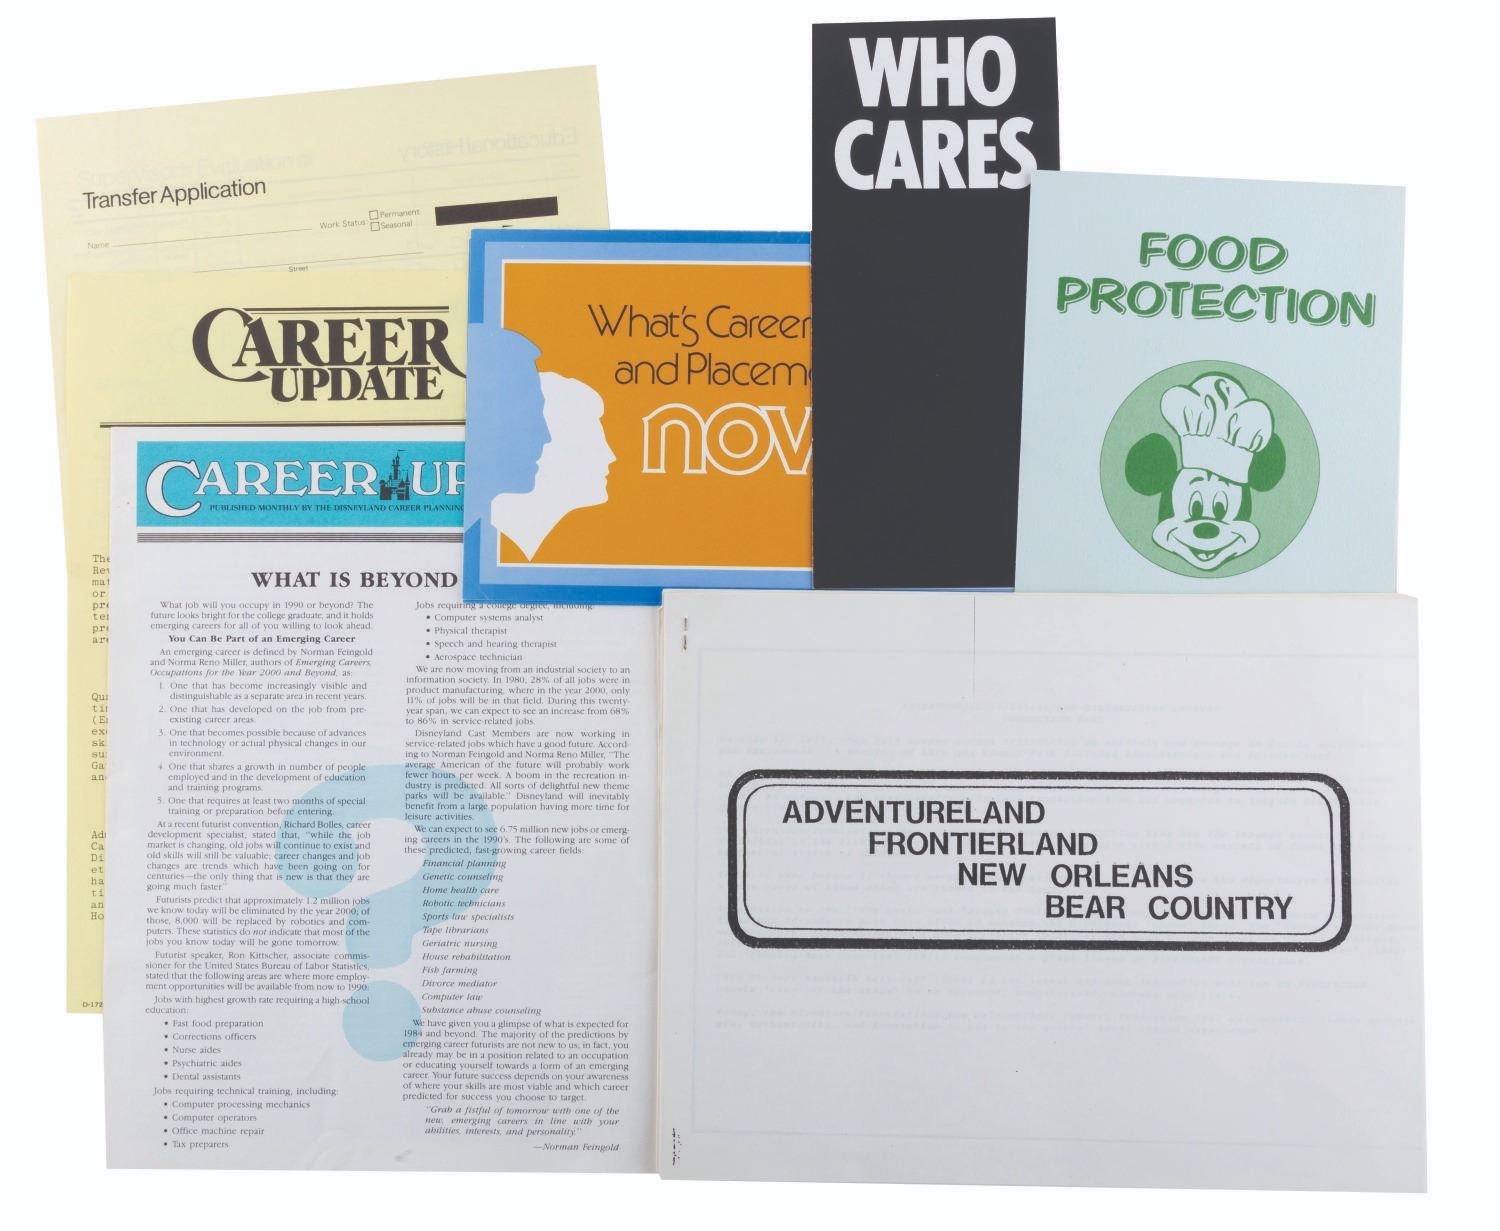 Transfer Application
Work Status
Permanent
Seasonal
Name
Street
CAREER
UPDATE
The
Rev
mat
or
pre
ter
pre
are
Qua
tin
(En
exc
ski
sup
Ga
and
Adm
Ca
Di
et
ha
ti
an
Ho
D-172
CAREER UP
PUBLISHED MONTHLY BY THE DISNEYLAND CAREER PLANNING
WHAT IS BEYOND
What job will you occupy in 1990 or beyond? The
future looks bright for the college graduate, and it holds
emerging careers for all of you willing to look ahead.
You Can Be Part of an Emerging Career
An emerging career is defined by Norman Feingold
and Norma Reno Miller, authors of Emerging Careers,
Occupations for the Year 2000 and Beyond, as:
1. One that has become increasingly visible and
distinguishable as a separate area in recent years.
2. One that has developed on the job from pre-
existing career areas.
3. One that becomes possible because of advances
in technology or actual physical changes in our
environment.
4. One that shares a growth in number of people
employed and in the development of education
and training programs.
5. One that requires at least two months of special
training or preparation before entering.
At a recent futurist convention, Richard Bolles, career
development specialist, stated that, "while the job
market is changing, old jobs will continue to exist and
old skills will still be valuable; career changes and job
changes are trends which have been going on for
centuries—the only thing that is new is that they are
going much faster."
Futurists predict that approximately 1.2 million jobs
we know today will be eliminated by the year 2000; of
those, 8,000 will be replaced by robotics and com-
puters. These statistics do not indicate that most of the
jobs you know today will be gone tomorrow.
Futurist speaker, Ron Kittscher, associate commis-
sioner for the United States Bureau of Labor Statistics,
stated that the following areas are where more employ-
ment opportunities will be available from now to 1990:
Jobs with highest growth rate requiring a high-school
education:
• Fast food preparation
• Corrections officers
• Nurse aides
• Psychiatric aides
• Dental assistants
Jobs requiring technical training, including:
• Computer processing mechanics
• Computer operators
• Office machine repair
• Tax preparers
Jobs requiring a college degree, including:
• Computer systems analyst
• Physical therapist
• Speech and hearing therapist
• Aerospace technician
We are now moving from an industrial society to an
information society. In 1980, 28% of all jobs were in
product manufacturing, where in the year 2000, only
11% of jobs will be in that field. During this twenty-
year span, we can expect to see an increase from 68%
to 86% in service-related jobs.
Disneyland Cast Members are now working in
service-related jobs which have a good future. Accord-
ing to Norman Feingold and Norma Reno Miller, "The
average American of the future will probably work
fewer hours per week. A boom in the recreation in-
dustry is predicted. All sorts of delightful new theme
parks will be available." Disneyland will inevitably
benefit from a large population having more time for
leisure activities.
We can expect to see 6.75 million new jobs or emerg-
ing careers in the 1990's. The following are some of
these predicted, fast-growing career fields:
Financial planning
Genetic counseling
Home health care
Robotic technicians
Sports law specialists
Tape librarians
Geriatric nursing
House rehabilitation
Fish farming
Divorce mediator
Computer law
Substance abuse counseling
We have given you a glimpse of what is expected for
1984 and beyond. The majority of the predictions by
emerging career futurists are not new to us; in fact, you
already may be in a position related to an occupation
or educating yourself towards a form of an emerging
career. Your future success depends on your awareness
of where your skills are most viable and which career
predicted for success you choose to target.
"Grab a fistful of tomorrow with one of the
new, emerging careers in line with your
abilities, interests, and personality."
—Norman Feingold
What's Career
and Placem
now
WHO
CARES
FOOD
PROTECTION
ADVENTURELAND
FRONTIERLAND
NEW ORLEANS
BEAR COUNTRY